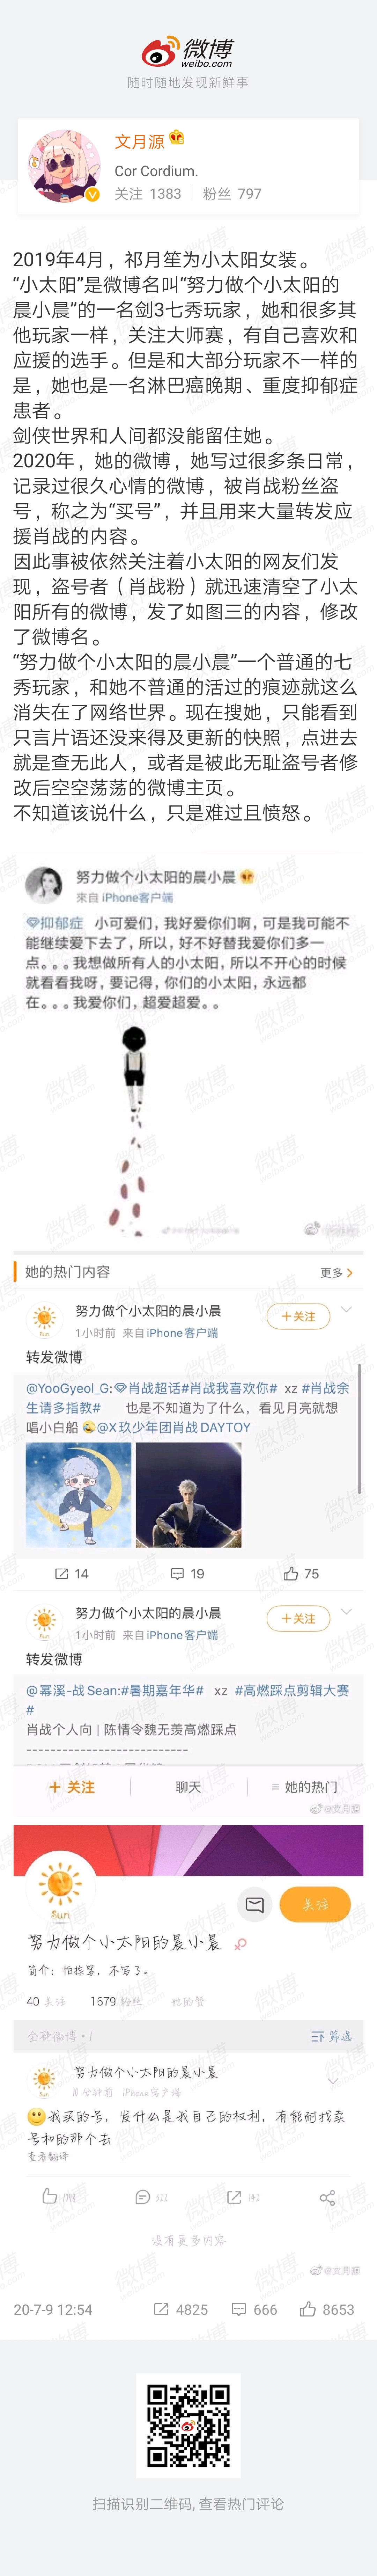 微博
weibo.com
随时随地发现新鲜事
文月源
Cor Cordium.
关注 1383 | 粉丝 797
2019年4月，祁月笙为小太阳女装。
“小太阳”是微博名叫“努力做个小太阳的
晨小晨”的一名剑3七秀玩家，她和很多其
他玩家一样，关注大师赛，有自己喜欢和
应援的选手。但是和大部分玩家不一样的
是，她也是一名淋巴癌晚期、重度抑郁症
患者。
剑侠世界和人间都没能留住她。
2020年，她的微博，她写过很多条日常，
记录过很久心情的微博，被肖战粉丝盗
号，称之为“买号”，并且用来大量转发应
援肖战的内容。
因此事被依然关注着小太阳的网友们发
现，盗号者（肖战粉）就迅速清空了小太
阳所有的微博，发了如图三的内容，修改
了微博名。
“努力做个小太阳的晨小晨”一个普通的七
秀玩家，和她不普通的活过的痕迹就这么
消失在了网络世界。现在搜她，只能看到
只言片语还没来得及更新的快照，点进去
就是查无此人，或者是被此无耻盗号者修
改后空空荡荡的微博主页。
不知道该说什么，只是难过且愤怒。
努力做个小太阳的晨小晨
來自 iPhone客户端
抑郁症 小可爱们，我好爱你们啊，可是我可能不
能继续爱下去了，所以，好不好替我爱你们多一
点。。。我想做所有人的小太阳，所以不开心的时候
就看看我呀，要记得，你们的小太阳，永远都
在。。。我爱你们，超爱超爱。。
她的热门内容
更多 >
努力做个小太阳的晨小晨
+关注
1小时前 来自iPhone客户端
转发微博
@YooGyeol_G:肖战超话#肖战我喜欢你# xz #肖战余
生请多指教# 也是不知道为了什么，看见月亮就想
唱小白船 @X玖少年团肖战DAYTOY
14 19 75
努力做个小太阳的晨小晨
+关注
1小时前 来自iPhone客户端
转发微博
@幂溪-战Sean:#暑期嘉年华# xz #高燃踩点剪辑大赛
#
肖战个人向 | 陈情令魏无羡高燃踩点
---------------------------
+ 关注 聊天 她的热门
@文月源
Sun
关注
努力做个小太阳的晨小晨
简介：相报号，不写了。
40 关注 1679 粉丝 她的赞
全部微博·1
筛选
努力做个小太阳的晨小晨
iPhone客户端
我买的号，发什么是我自己的权利，有能耐找卖
号和的那个去
查看翻译
没有更多内容
@文月源
20-7-9 12:54 4825 666 8653
扫描识别二维码, 查看热门评论